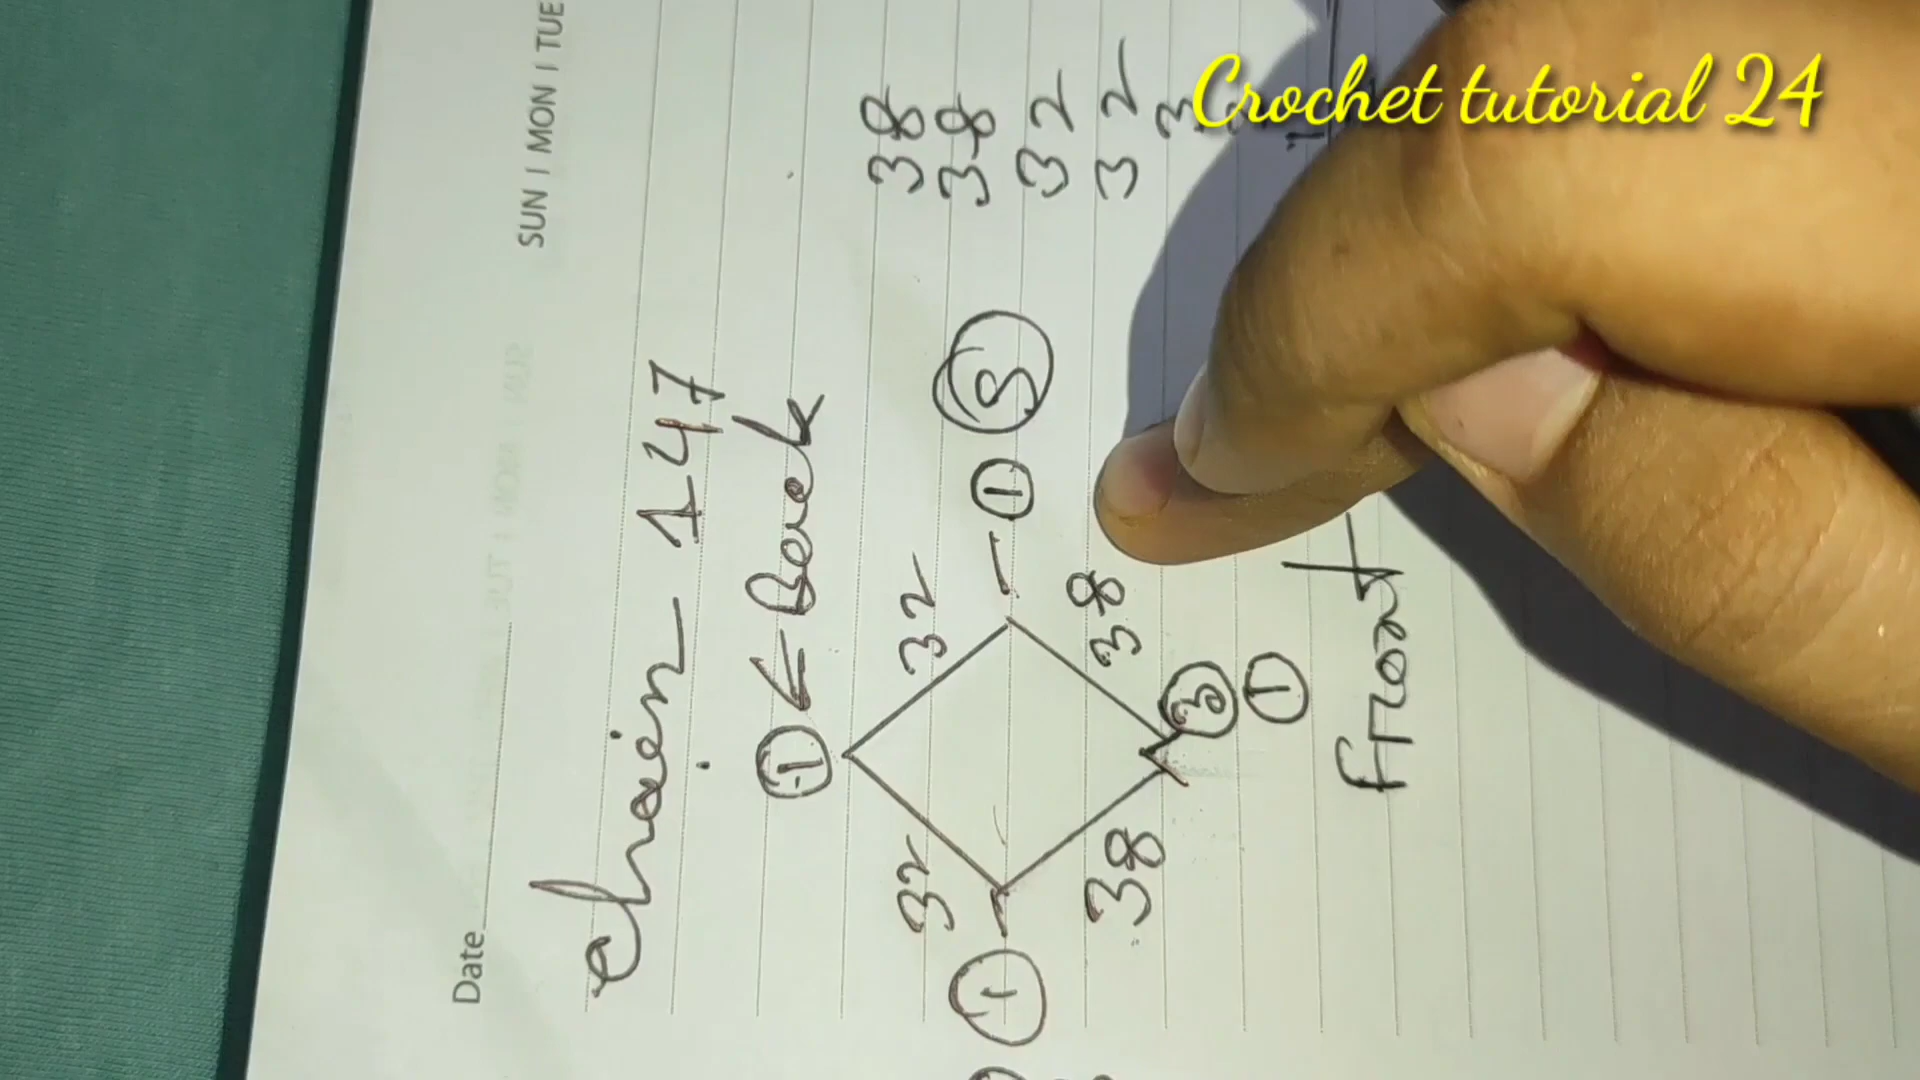 Crochet tutorial 24
SUN | MON | TUE
Date
chain 147
① ← Back
32
32
① S
①
38
38
③ ①
Front
38
38
32
32
3